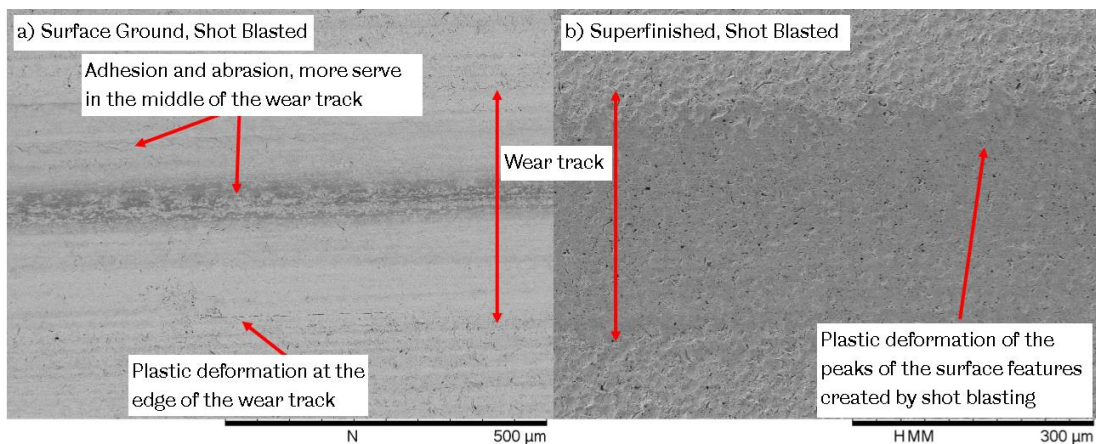 a) Surface Ground, Shot Blasted
Adhesion and abrasion, more serve
in the middle of the wear track
Plastic deformation at the
edge of the wear track
N
500 µm
Wear track
b) Superfinished, Shot Blasted
Plastic deformation of the
peaks of the surface features
created by shot blasting
HMM
300 µm